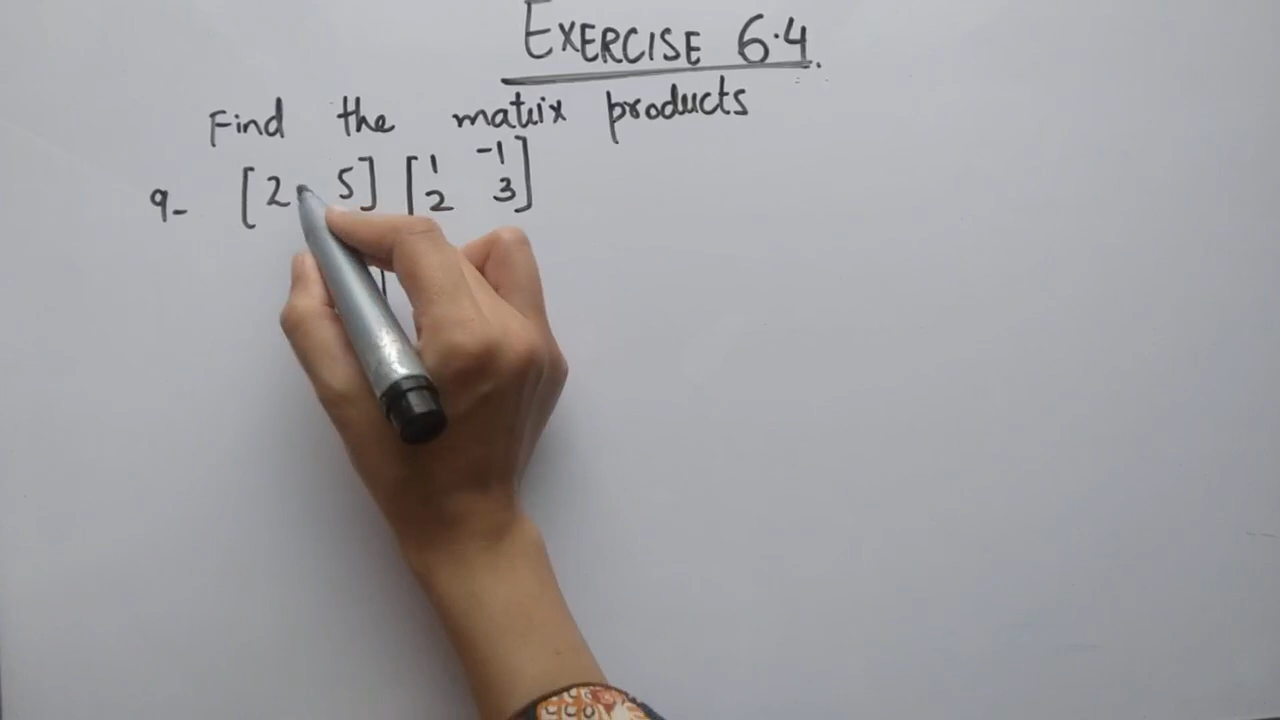 EXERCISE 6.4.
Find the matrix products
9- [2 5] [1 -1
2 3]